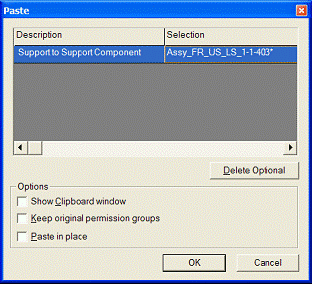 Paste
Description Selection
Support to Support Component Assy_FR_US_LS_1-1-403*
Delete Optional
Options
Show Clipboard window
Keep original permission groups
Paste in place
OK Cancel